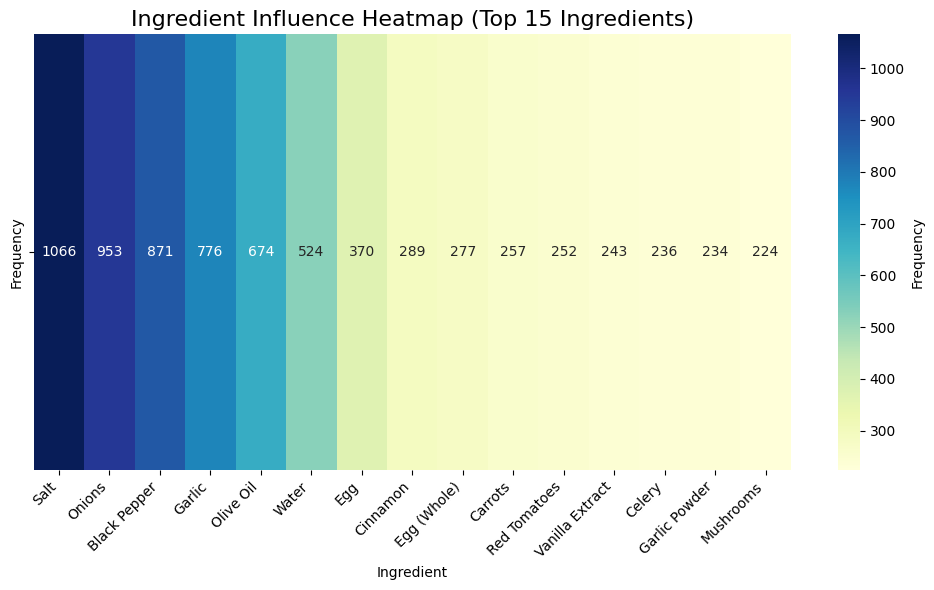 Ingredient Influence Heatmap (Top 15 Ingredients)
Frequency
1066 953 871 776 674 524 370 289 277 257 252 243 236 234 224
Salt
Onions
Black Pepper
Garlic
Olive Oil
Water
Egg
Cinnamon
Egg (Whole)
Carrots
Red Tomatoes
Vanilla Extract
Celery
Garlic Powder
Mushrooms
Ingredient
1000
900
800
700
600
500
400
300
Frequency